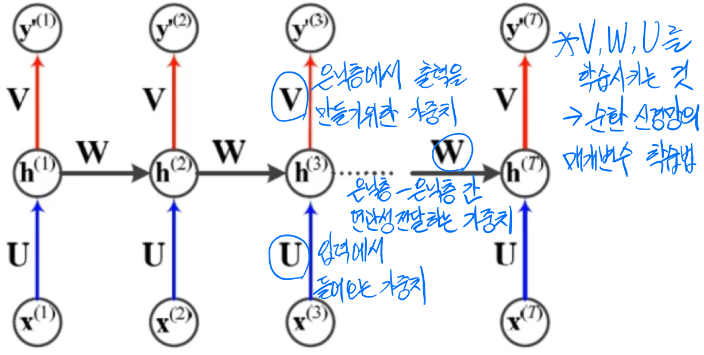 y'(1) y'(2) y'(3) y'(T)
*V, W, U를
학습시키는 것
→ 순환 신경망의
매개변수 학습법
V V V V
은닉층에서 출력을
만들기위한 가중치
W W W
h(1) h(2) h(3) ........ h(T)
은닉층 - 은닉층 간
연관성 전달하는 가중치
U U U U
입력에서
들어오는 가중치
x(1) x(2) x(3) x(T)